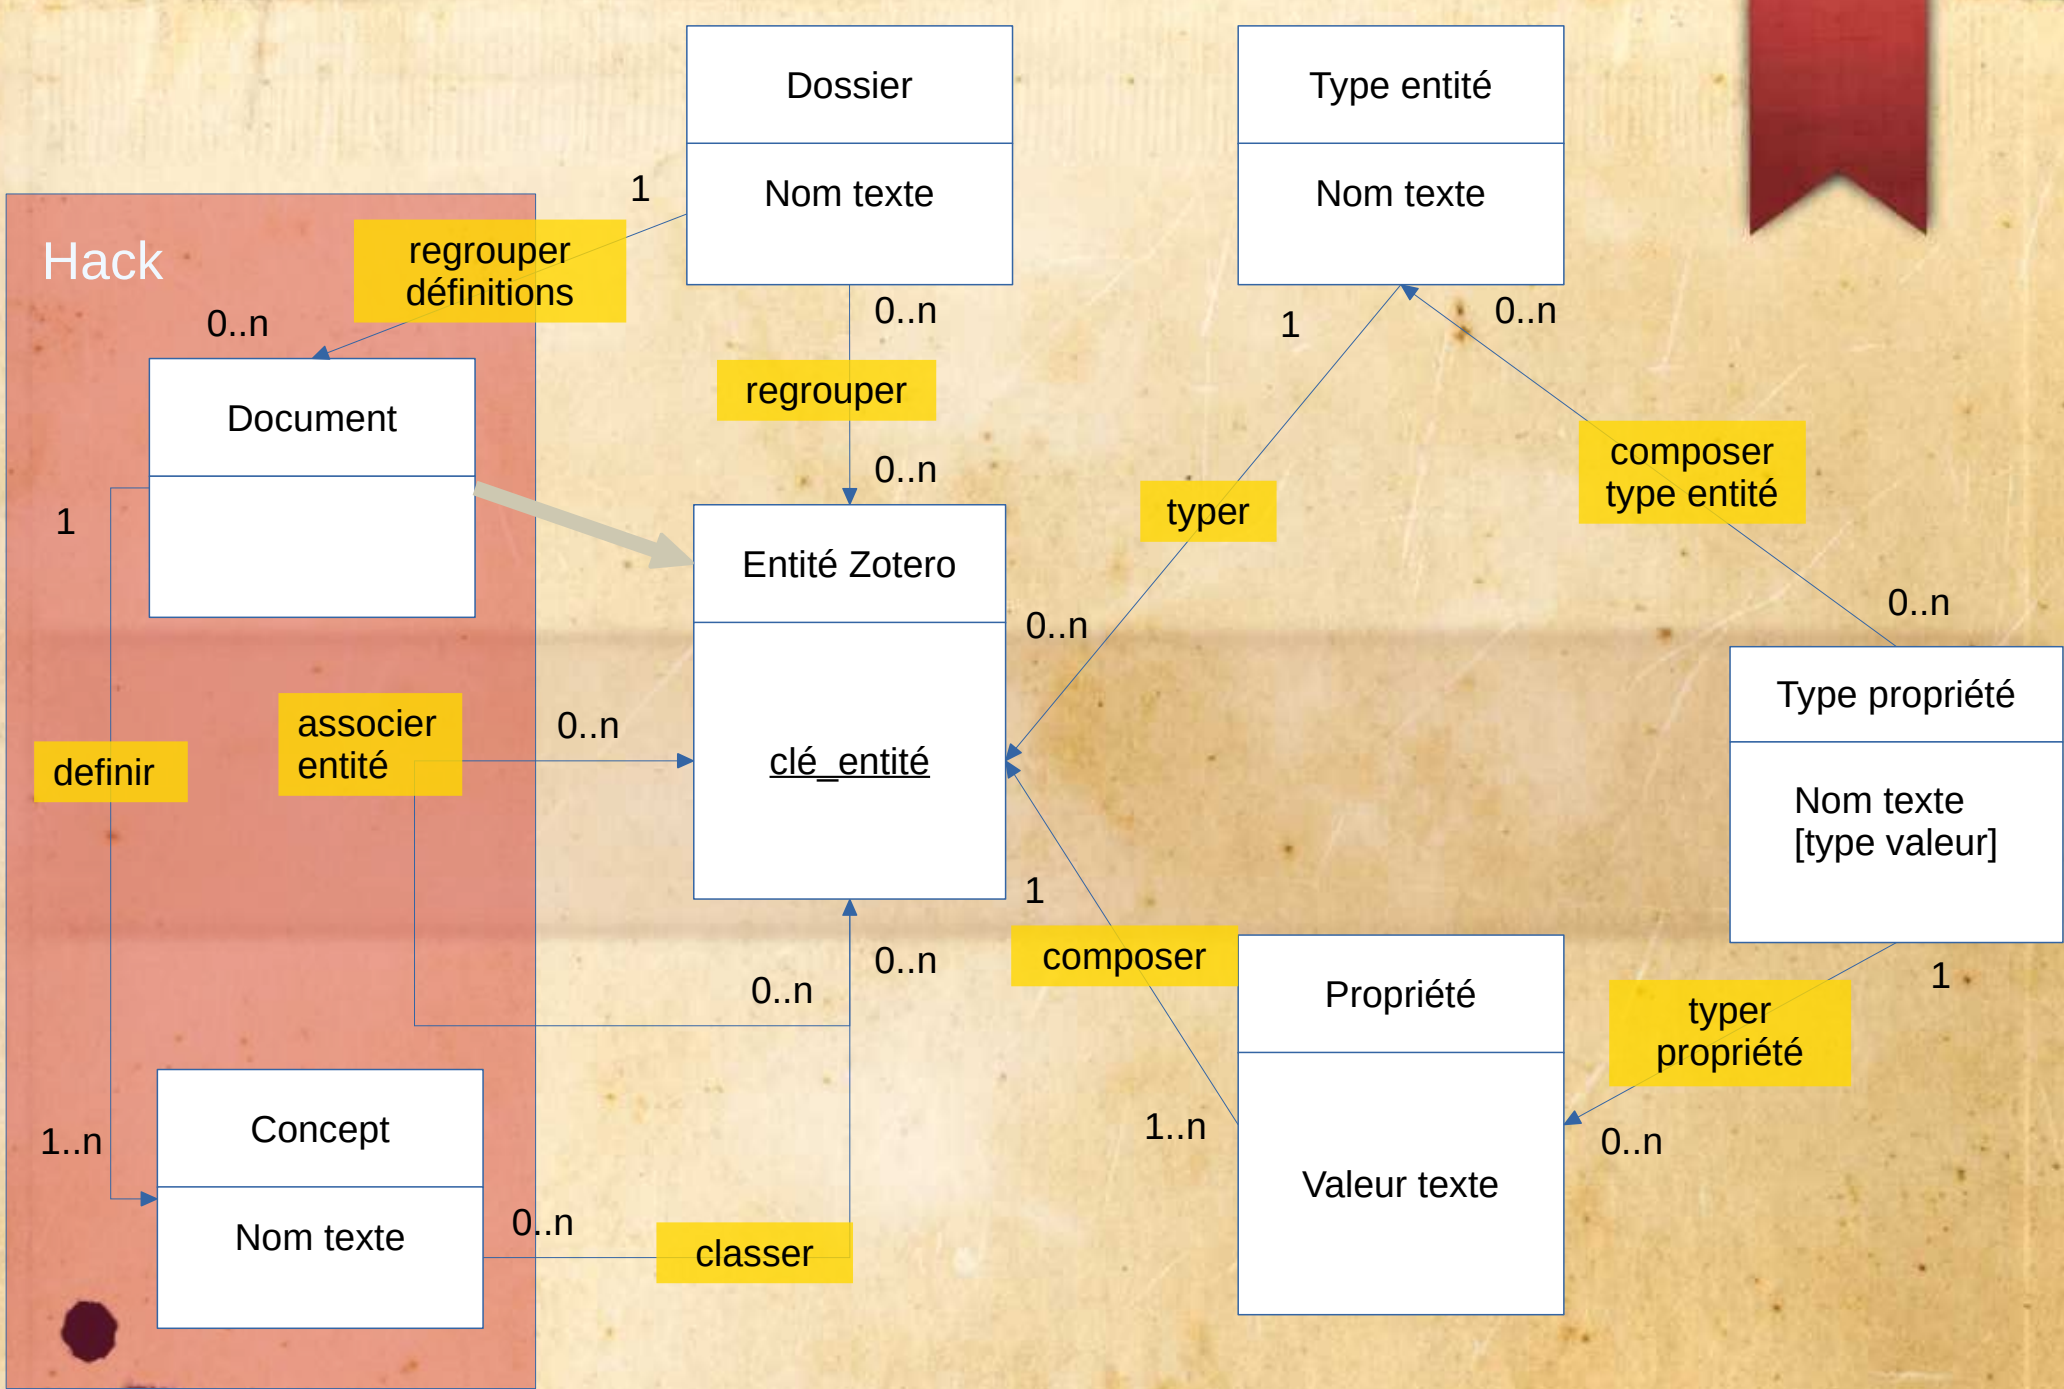 Dossier
Nom texte
Type entité
Nom texte
Hack
1
regrouper
définitions
0..n
0..n
regrouper
0..n
1
0..n
composer
type entité
typer
Document
1
Entité Zotero
clé_entité
0..n
0..n
Type propriété
Nom texte
[type valeur]
associer
entité
0..n
definir
1
composer
0..n
0..n
Propriété
Valeur texte
1
typer
propriété
0..n
1..n
1..n
Concept
Nom texte
0..n
classer